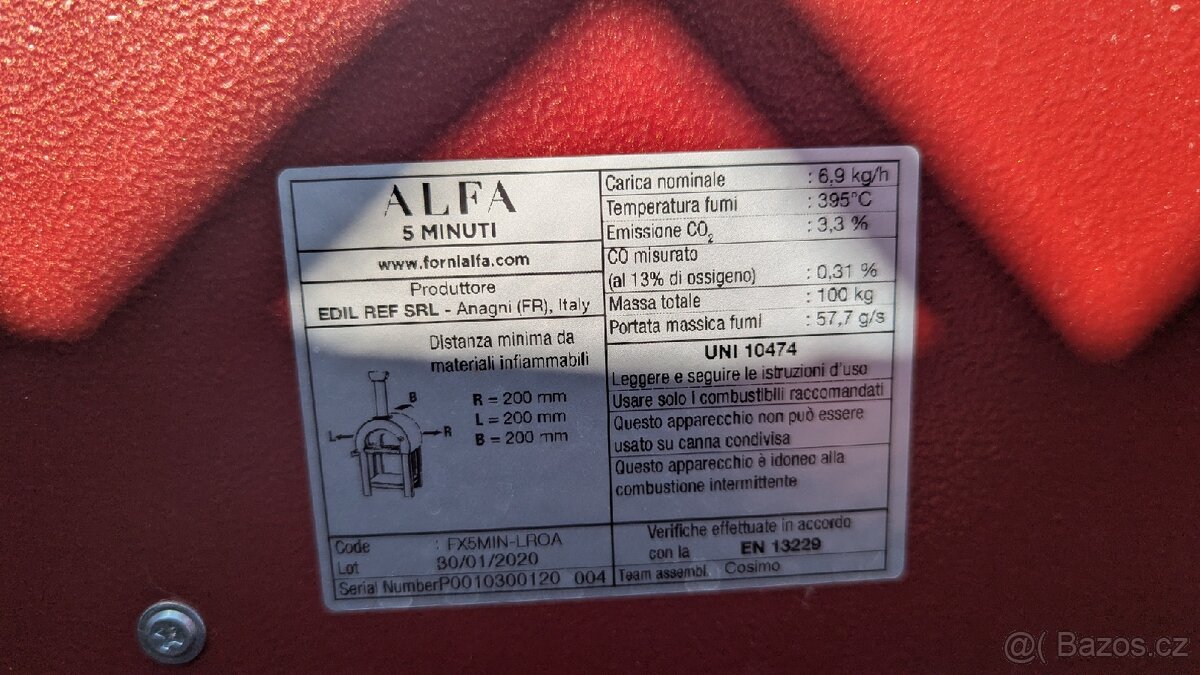 ALFA
5 MINUTI
www.fornialfa.com
Produttore
EDIL REF SRL - Anagni (FR), Italy
Distanza minima da
materiali infiammabili
B
L
R
R = 200 mm
L = 200 mm
B = 200 mm
Code : FX5MIN-LROA
Lot 30/01/2020
Serial Number P0010300120 004
Carica nominale : 6,9 kg/h
Temperatura fumi : 395°C
Emissione CO2 : 3,3 %
CO misurato
(al 13% di ossigeno) : 0,31 %
Massa totale : 100 kg
Portata massica fumi : 57,7 g/s
UNI 10474
Leggere e seguire le istruzioni d'uso
Usare solo i combustibili raccomandati
Questo apparecchio non può essere
usato su canna condivisa
Questo apparecchio è idoneo alla
combustione intermittente
Verifiche effettuate in accordo
con la EN 13229
Team assembl. Cosimo
@( Bazos.cz